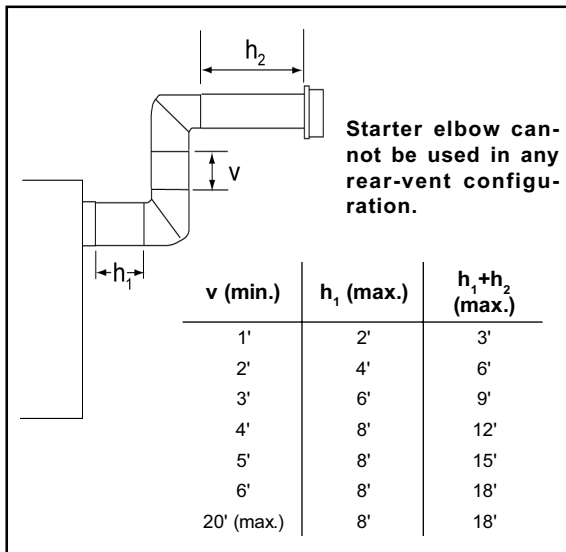 h₂
Starter elbow can-
not be used in any
rear-vent configu-
ration.
v
h₁
v (min.) h₁ (max.) h₁+h₂ (max.)
1' 2' 3'
2' 4' 6'
3' 6' 9'
4' 8' 12'
5' 8' 15'
6' 8' 18'
20' (max.) 8' 18'